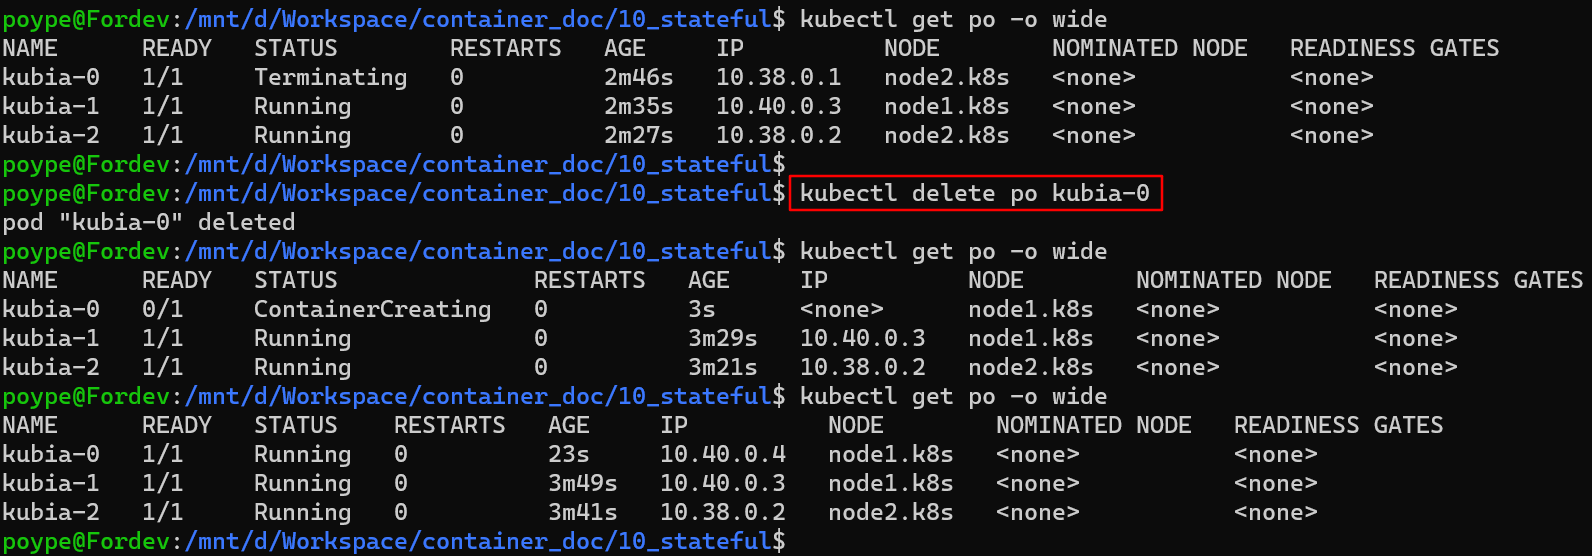 poype@Fordev:/mnt/d/Workspace/container_doc/10_stateful$ kubectl get po -o wide
NAME      READY   STATUS        RESTARTS   AGE     IP          NODE        NOMINATED NODE   READINESS GATES
kubia-0   1/1     Terminating   0          2m46s   10.38.0.1   node2.k8s   <none>           <none>
kubia-1   1/1     Running       0          2m35s   10.40.0.3   node1.k8s   <none>           <none>
kubia-2   1/1     Running       0          2m27s   10.38.0.2   node2.k8s   <none>           <none>
poype@Fordev:/mnt/d/Workspace/container_doc/10_stateful$
poype@Fordev:/mnt/d/Workspace/container_doc/10_stateful$ kubectl delete po kubia-0
pod "kubia-0" deleted
poype@Fordev:/mnt/d/Workspace/container_doc/10_stateful$ kubectl get po -o wide
NAME      READY   STATUS              RESTARTS   AGE     IP          NODE        NOMINATED NODE   READINESS GATES
kubia-0   0/1     ContainerCreating   0          3s      <none>      node1.k8s   <none>           <none>
kubia-1   1/1     Running             0          3m29s   10.40.0.3   node1.k8s   <none>           <none>
kubia-2   1/1     Running             0          3m21s   10.38.0.2   node2.k8s   <none>           <none>
poype@Fordev:/mnt/d/Workspace/container_doc/10_stateful$ kubectl get po -o wide
NAME      READY   STATUS    RESTARTS   AGE     IP          NODE        NOMINATED NODE   READINESS GATES
kubia-0   1/1     Running   0          23s     10.40.0.4   node1.k8s   <none>           <none>
kubia-1   1/1     Running   0          3m49s   10.40.0.3   node1.k8s   <none>           <none>
kubia-2   1/1     Running   0          3m41s   10.38.0.2   node2.k8s   <none>           <none>
poype@Fordev:/mnt/d/Workspace/container_doc/10_stateful$